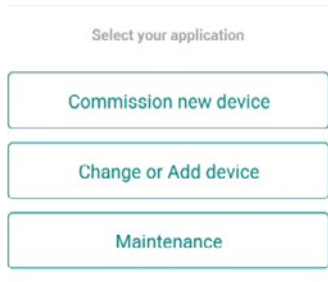 Select your application
Commission new device
Change or Add device
Maintenance